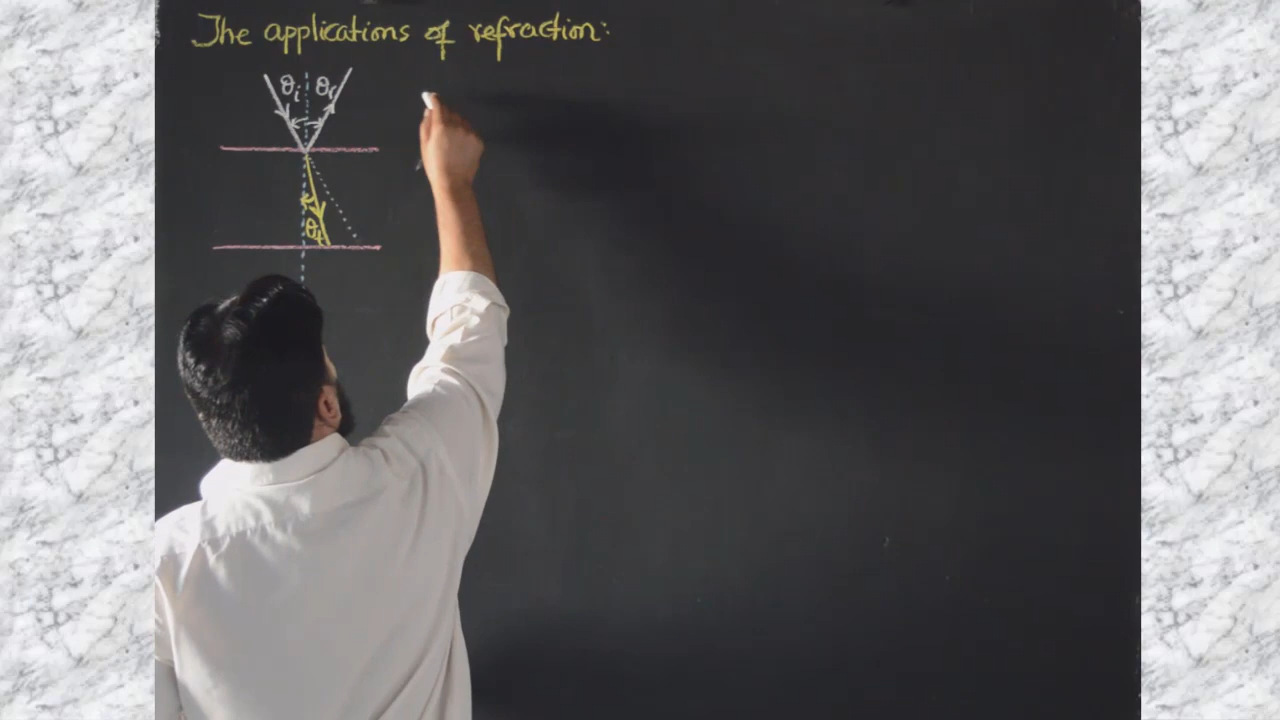 The applications of refraction:
θi θr
θt